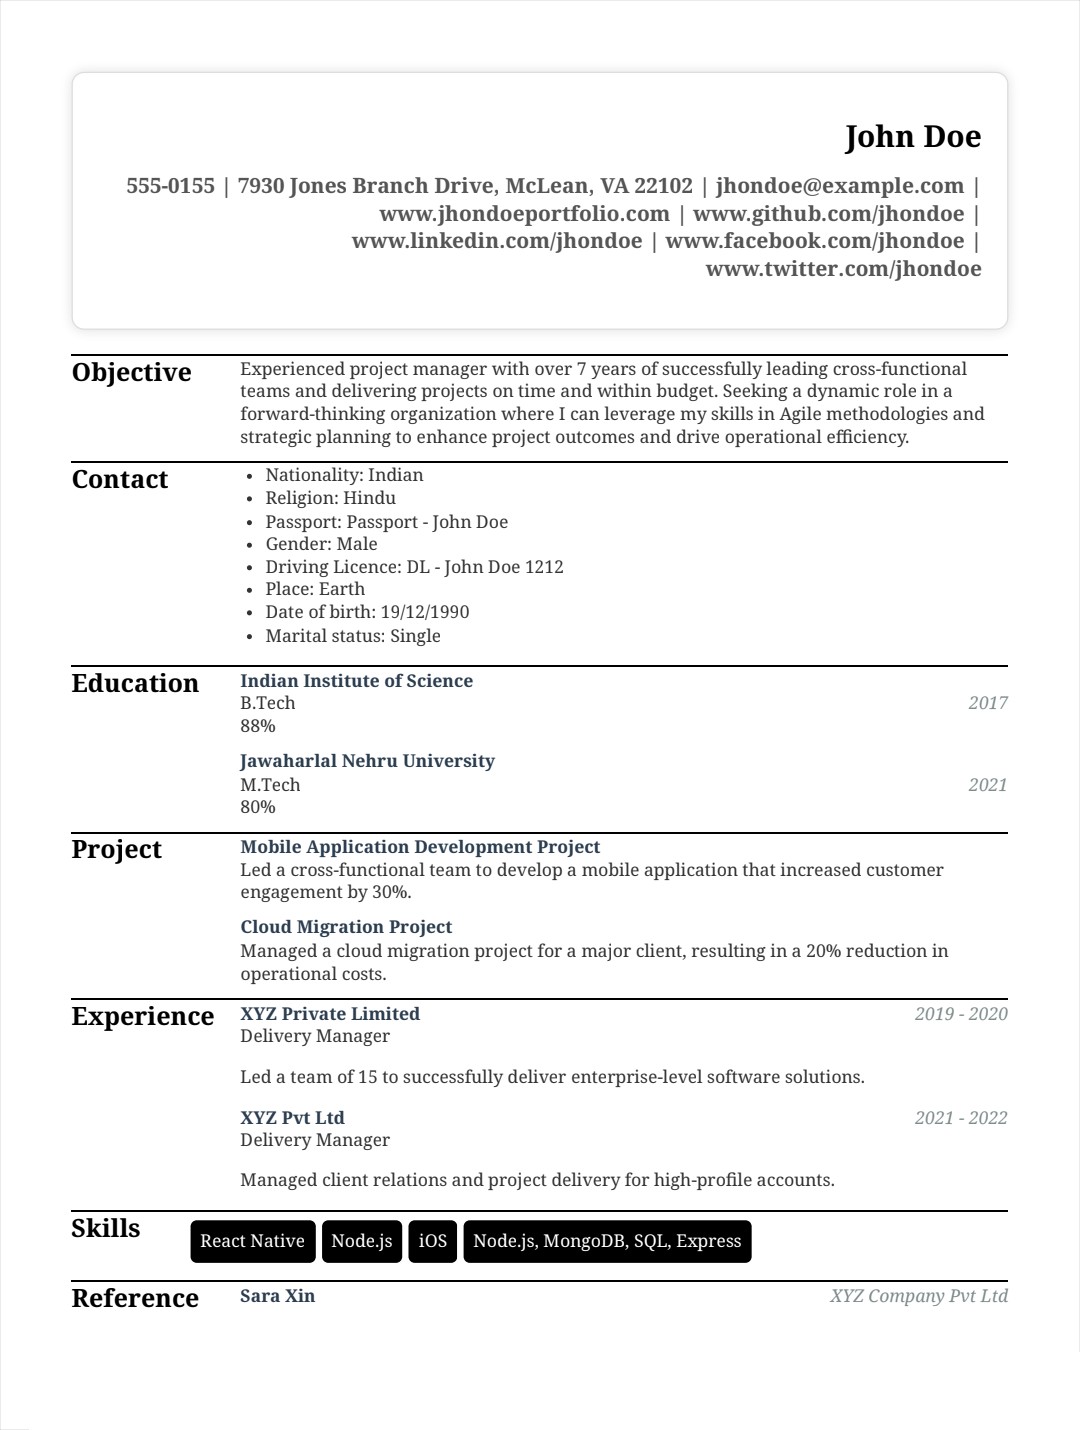 John Doe
555-0155 | 7930 Jones Branch Drive, McLean, VA 22102 | jhondoe@example.com |
www.jhondoeportfolio.com | www.github.com/jhondoe |
www.linkedin.com/jhondoe | www.facebook.com/jhondoe |
www.twitter.com/jhondoe
Objective
Experienced project manager with over 7 years of successfully leading cross-functional
teams and delivering projects on time and within budget. Seeking a dynamic role in a
forward-thinking organization where I can leverage my skills in Agile methodologies and
strategic planning to enhance project outcomes and drive operational efficiency.
Contact
• Nationality: Indian
• Religion: Hindu
• Passport: Passport - John Doe
• Gender: Male
• Driving Licence: DL - John Doe 1212
• Place: Earth
• Date of birth: 19/12/1990
• Marital status: Single
Education
Indian Institute of Science
B.Tech 2017
88%
Jawaharlal Nehru University
M.Tech 2021
80%
Project
Mobile Application Development Project
Led a cross-functional team to develop a mobile application that increased customer
engagement by 30%.
Cloud Migration Project
Managed a cloud migration project for a major client, resulting in a 20% reduction in
operational costs.
Experience
XYZ Private Limited 2019 - 2020
Delivery Manager
Led a team of 15 to successfully deliver enterprise-level software solutions.
XYZ Pvt Ltd 2021 - 2022
Delivery Manager
Managed client relations and project delivery for high-profile accounts.
Skills
React Native Node.js iOS Node.js, MongoDB, SQL, Express
Reference
Sara Xin XYZ Company Pvt Ltd